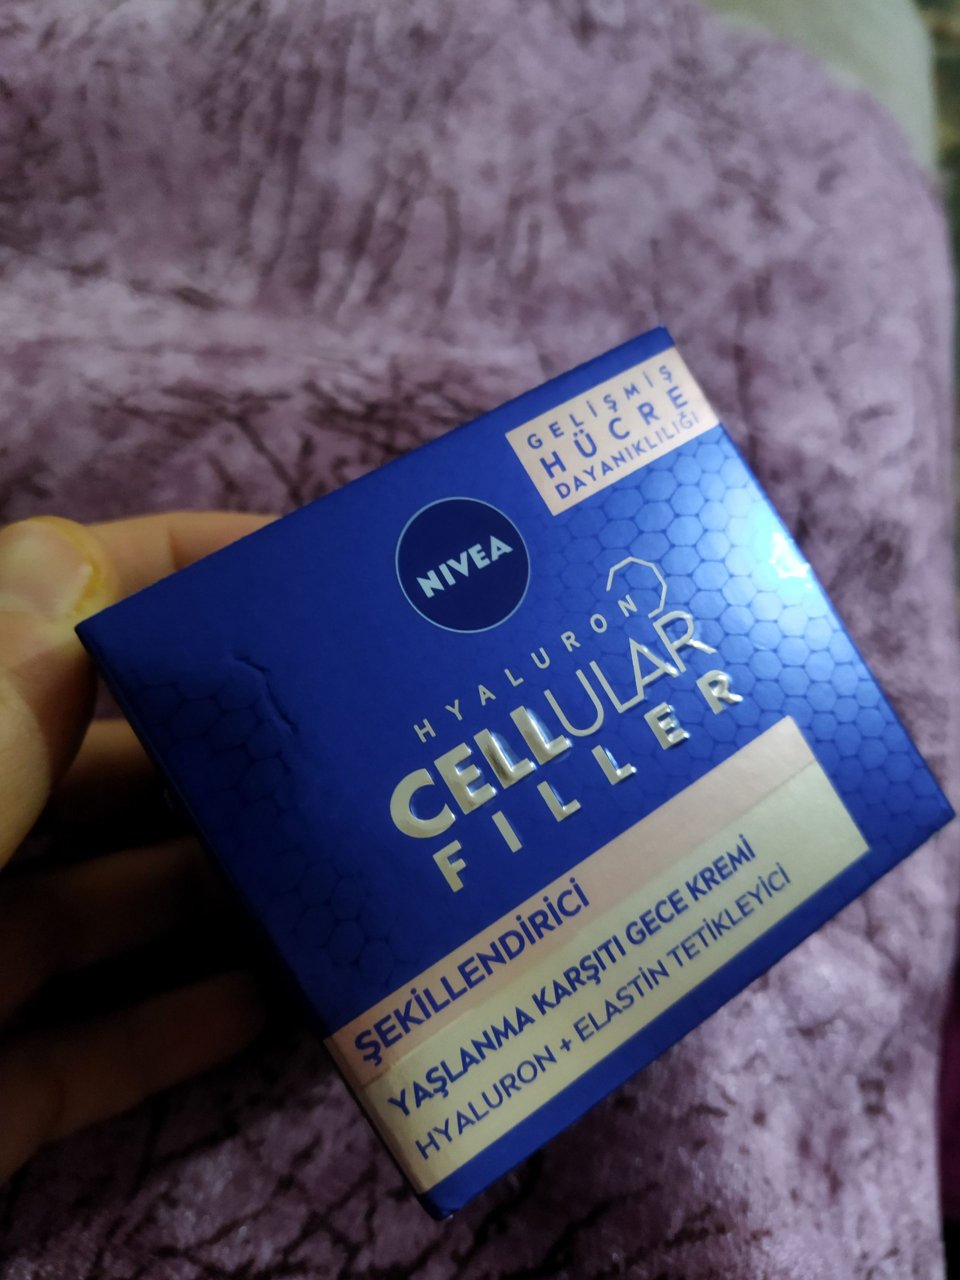 GELİŞMİŞ
HÜCRE
DAYANIKLILIĞI
NIVEA
HYALURON
CELLULAR
FILLER
ŞEKİLLENDİRİCİ
YAŞLANMA KARŞITI GECE KREMİ
HYALURON + ELASTİN TETİKLEYİCİ